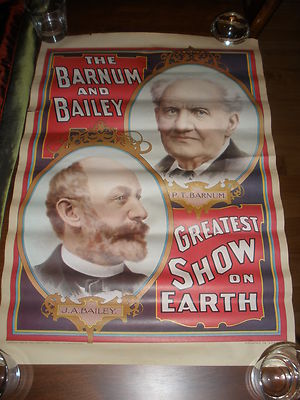 THE
BARNUM
AND
BAILEY
P.T. BARNUM.
GREATEST
SHOW
ON
EARTH
J.A. BAILEY.